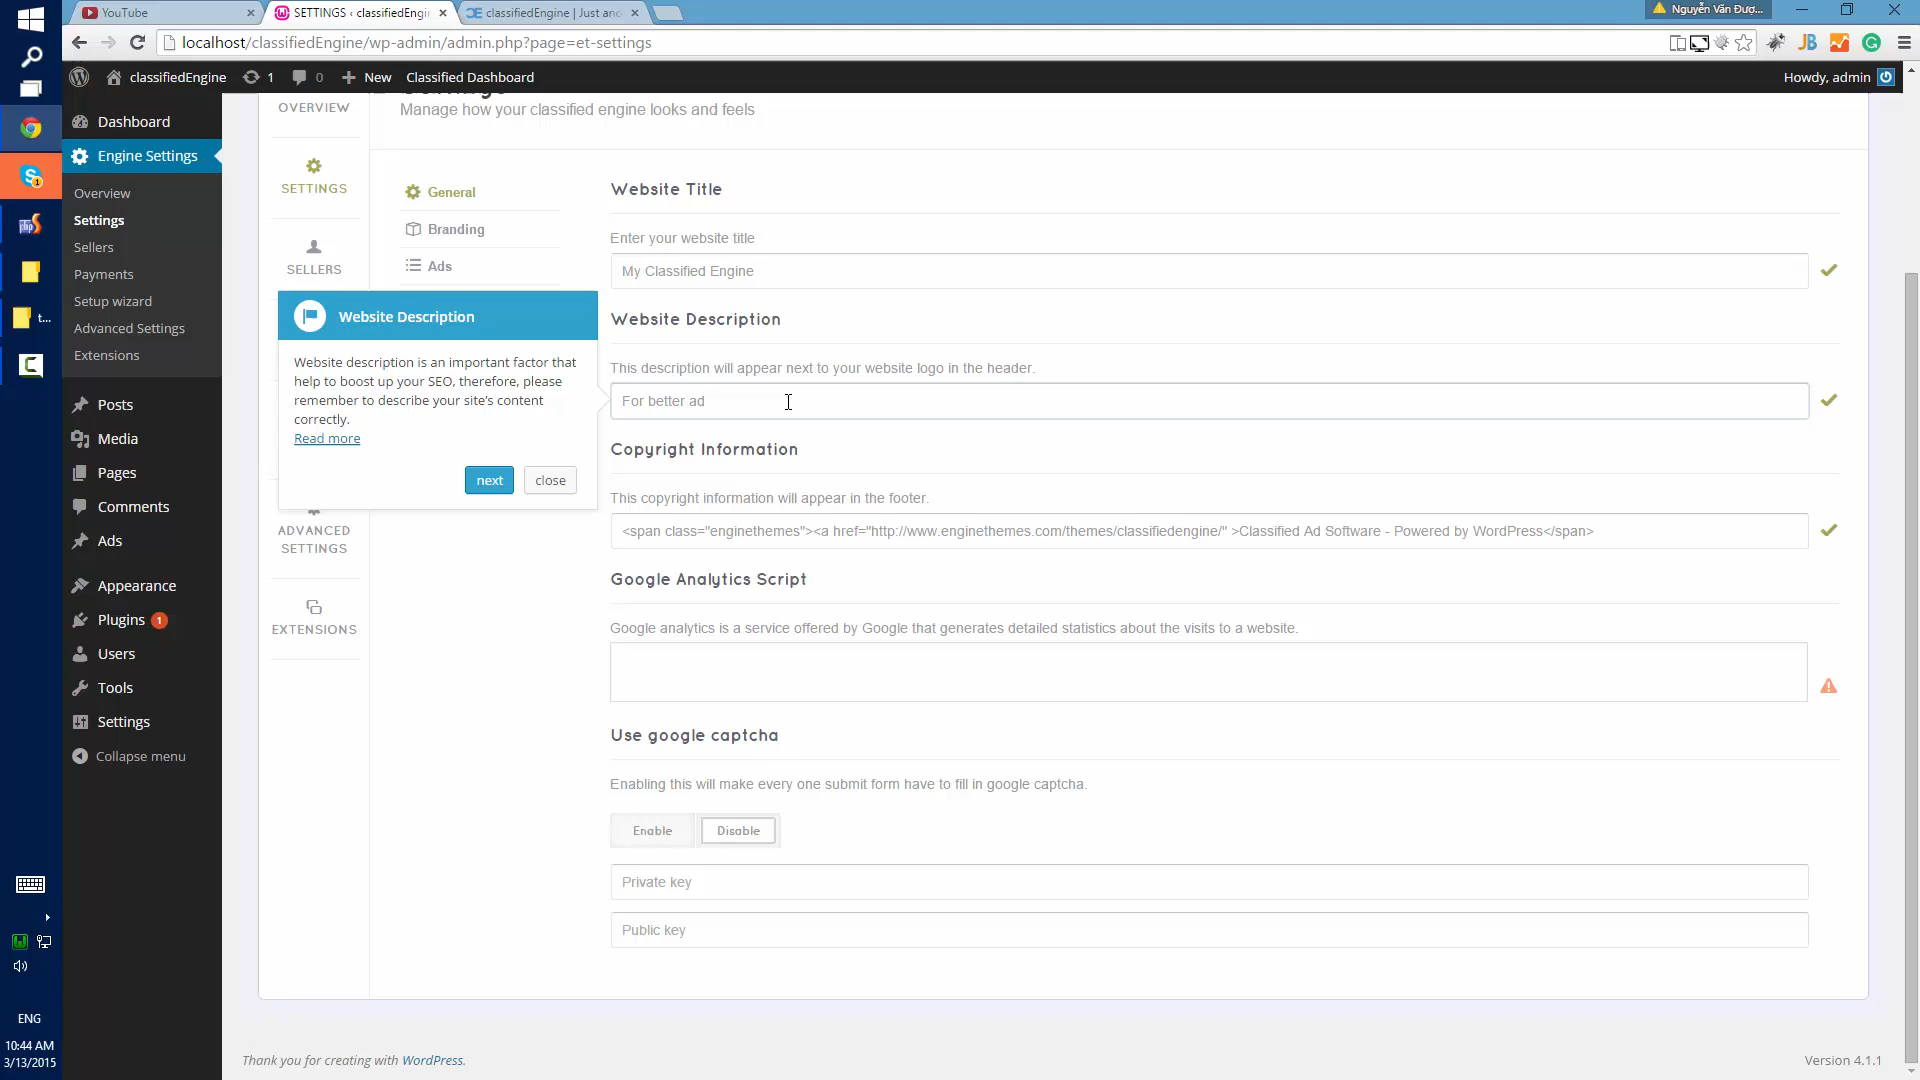 YouTube
SETTINGS ‹ classifiedEngin
classifiedEngine | Just ano
Nguyễn Văn Đượ...
localhost/classifiedEngine/wp-admin/admin.php?page=et-settings
classifiedEngine
1
0
New
Classified Dashboard
Howdy, admin
Dashboard
Engine Settings
Overview
Settings
Sellers
Payments
Setup wizard
Advanced Settings
Extensions
Posts
Media
Pages
Comments
Ads
Appearance
Plugins 1
Users
Tools
Settings
Collapse menu
OVERVIEW
SETTINGS
SELLERS
ADVANCED
SETTINGS
EXTENSIONS
Manage how your classified engine looks and feels
General
Branding
Ads
Website Description
Website description is an important factor that
help to boost up your SEO, therefore, please
remember to describe your site's content
correctly.
Read more
next
close
Website Title
Enter your website title
My Classified Engine
Website Description
This description will appear next to your website logo in the header.
For better ad
Copyright Information
This copyright information will appear in the footer.
<span class="enginethemes"><a href="http://www.enginethemes.com/themes/classifiedengine/" >Classified Ad Software - Powered by WordPress</span>
Google Analytics Script
Google analytics is a service offered by Google that generates detailed statistics about the visits to a website.
Use google captcha
Enabling this will make every one submit form have to fill in google captcha.
Enable
Disable
Private key
Public key
Thank you for creating with WordPress.
Version 4.1.1
t...
ENG
10:44 AM
3/13/2015